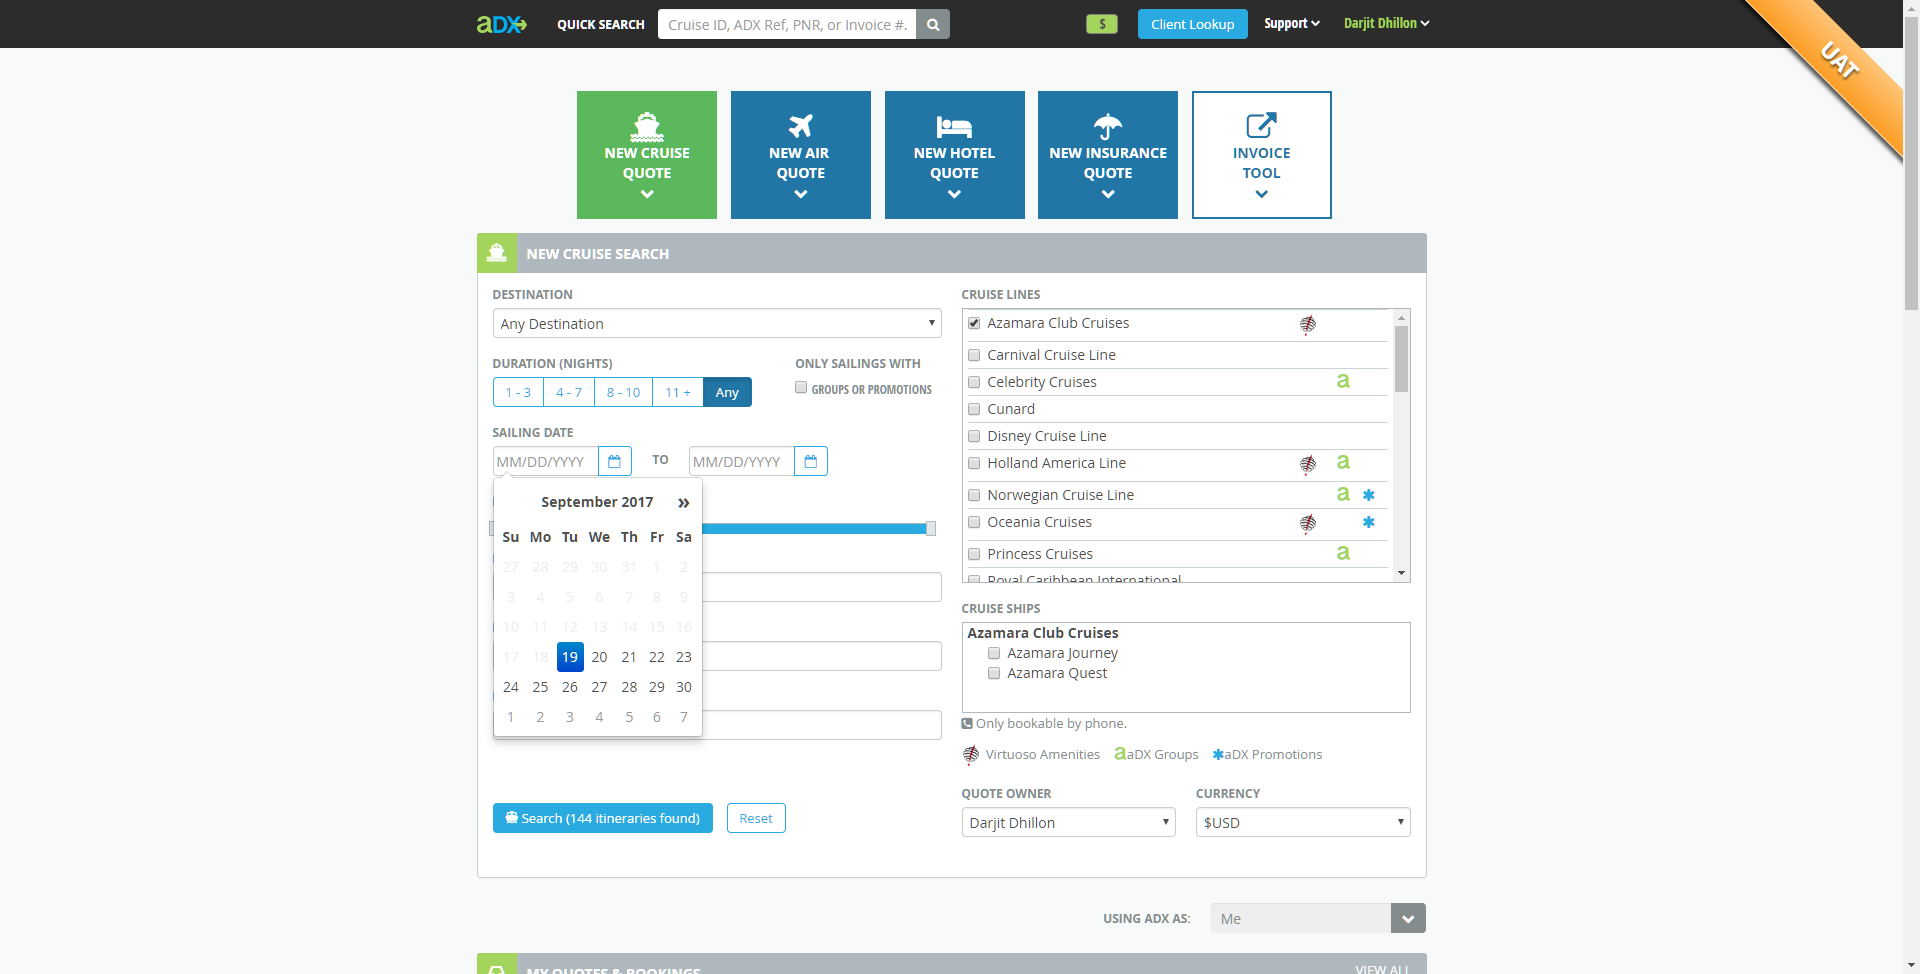 aDX QUICK SEARCH Cruise ID, ADX Ref, PNR, or Invoice #. $ Client Lookup Support Darjit Dhillon
UAT
NEW CRUISE QUOTE
NEW AIR QUOTE
NEW HOTEL QUOTE
NEW INSURANCE QUOTE
INVOICE TOOL
NEW CRUISE SEARCH
DESTINATION
Any Destination
DURATION (NIGHTS)
1 - 3 4 - 7 8 - 10 11 + Any
ONLY SAILINGS WITH
GROUPS OR PROMOTIONS
SAILING DATE
MM/DD/YYYY TO MM/DD/YYYY
September 2017 »
Su Mo Tu We Th Fr Sa
27 28 29 30 31 1 2
3 4 5 6 7 8 9
10 11 12 13 14 15 16
17 18 19 20 21 22 23
24 25 26 27 28 29 30
1 2 3 4 5 6 7
Search (144 itineraries found) Reset
CRUISE LINES
Azamara Club Cruises
Carnival Cruise Line
Celebrity Cruises a
Cunard
Disney Cruise Line
Holland America Line a
Norwegian Cruise Line a ✱
Oceania Cruises ✱
Princess Cruises a
Royal Caribbean International
CRUISE SHIPS
Azamara Club Cruises
Azamara Journey
Azamara Quest
Only bookable by phone.
Virtuoso Amenities aaDX Groups ✱aDX Promotions
QUOTE OWNER CURRENCY
Darjit Dhillon $USD
USING ADX AS: Me
MY QUOTES & BOOKINGS VIEW ALL